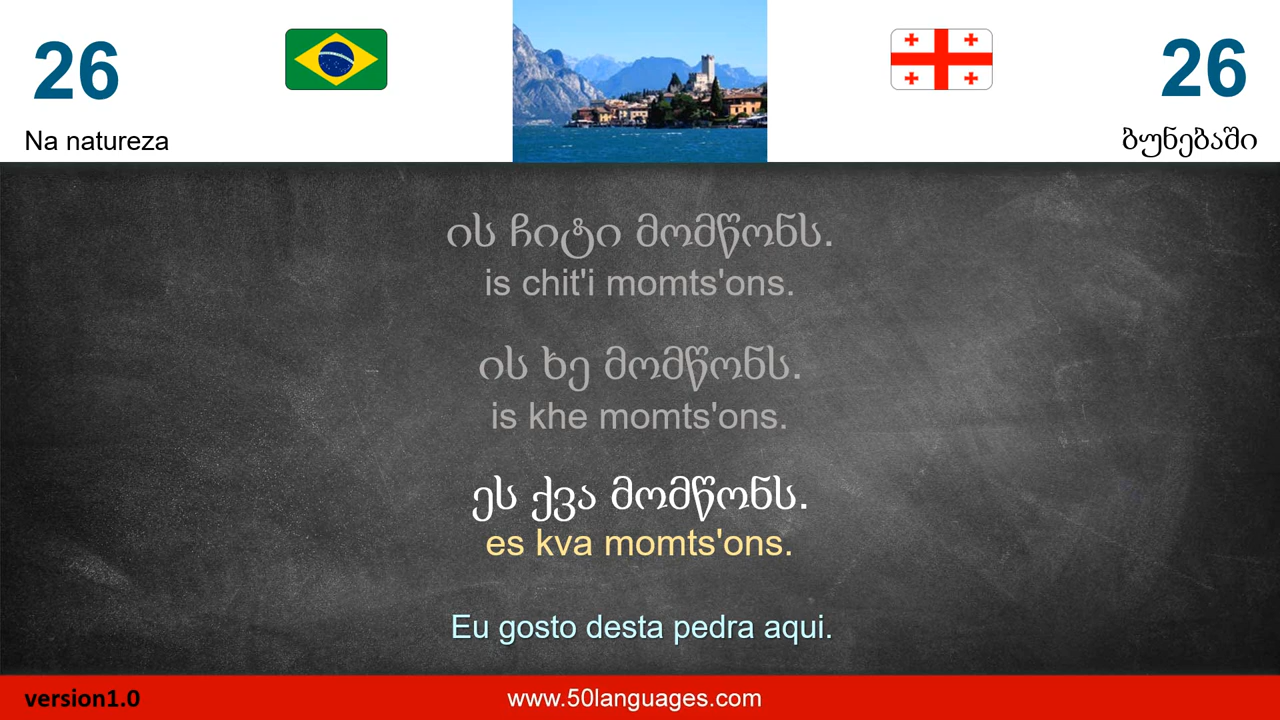 26
26
Na natureza
ბუნებაში
ის ჩიტი მომწონს.
is chit'i momts'ons.
ის ხე მომწონს.
is khe momts'ons.
ეს ქვა მომწონს.
es kva momts'ons.
Eu gosto desta pedra aqui.
version1.0
www.50languages.com